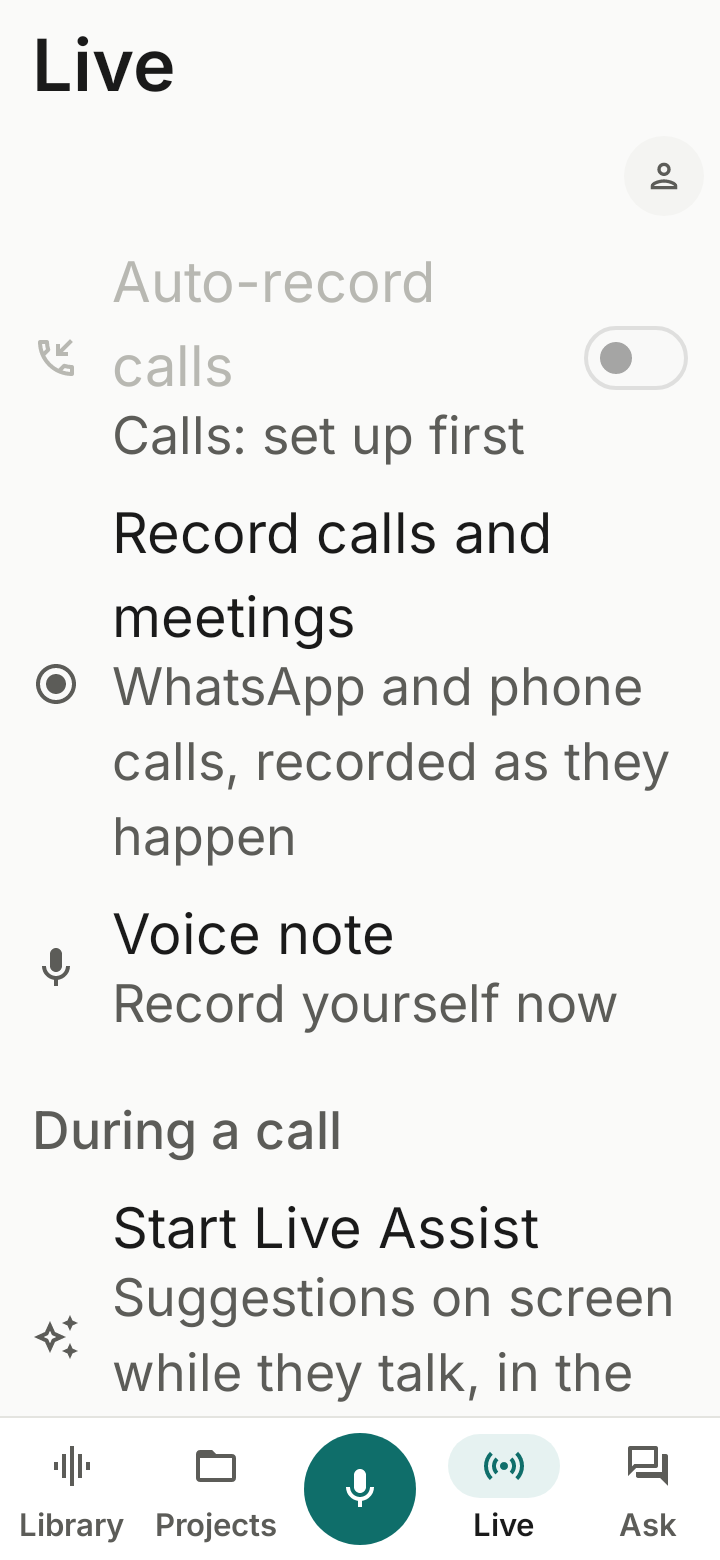 Live
Auto-record
calls
Calls: set up first
Record calls and
meetings
WhatsApp and phone
calls, recorded as they
happen
Voice note
Record yourself now
During a call
Start Live Assist
Suggestions on screen
while they talk, in the
Library
Projects
Live
Ask